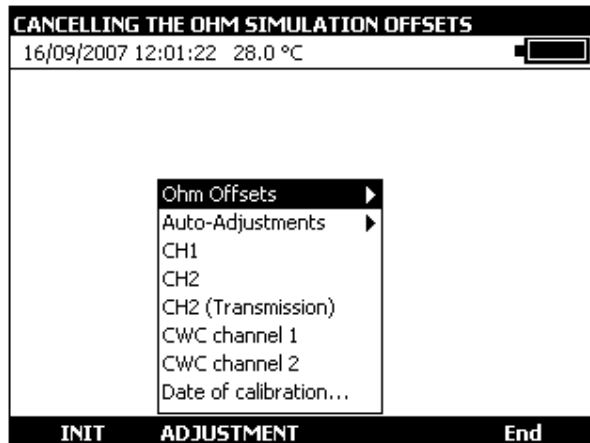 CANCELLING THE OHM SIMULATION OFFSETS
16/09/2007 12:01:22 28.0 °C
Ohm Offsets
Auto-Adjustments
CH1
CH2
CH2 (Transmission)
CWC channel 1
CWC channel 2
Date of calibration...
INIT ADJUSTMENT End